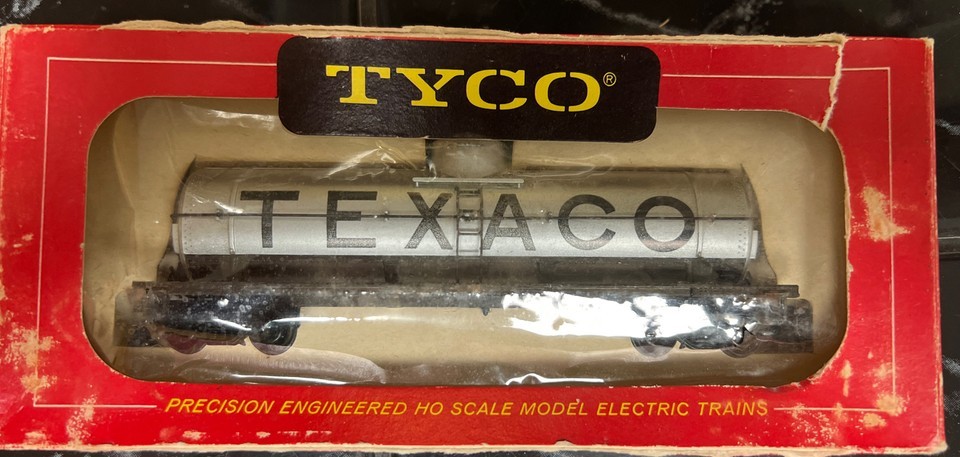 TYCO®
TEXACO
PRECISION ENGINEERED HO SCALE MODEL ELECTRIC TRAINS